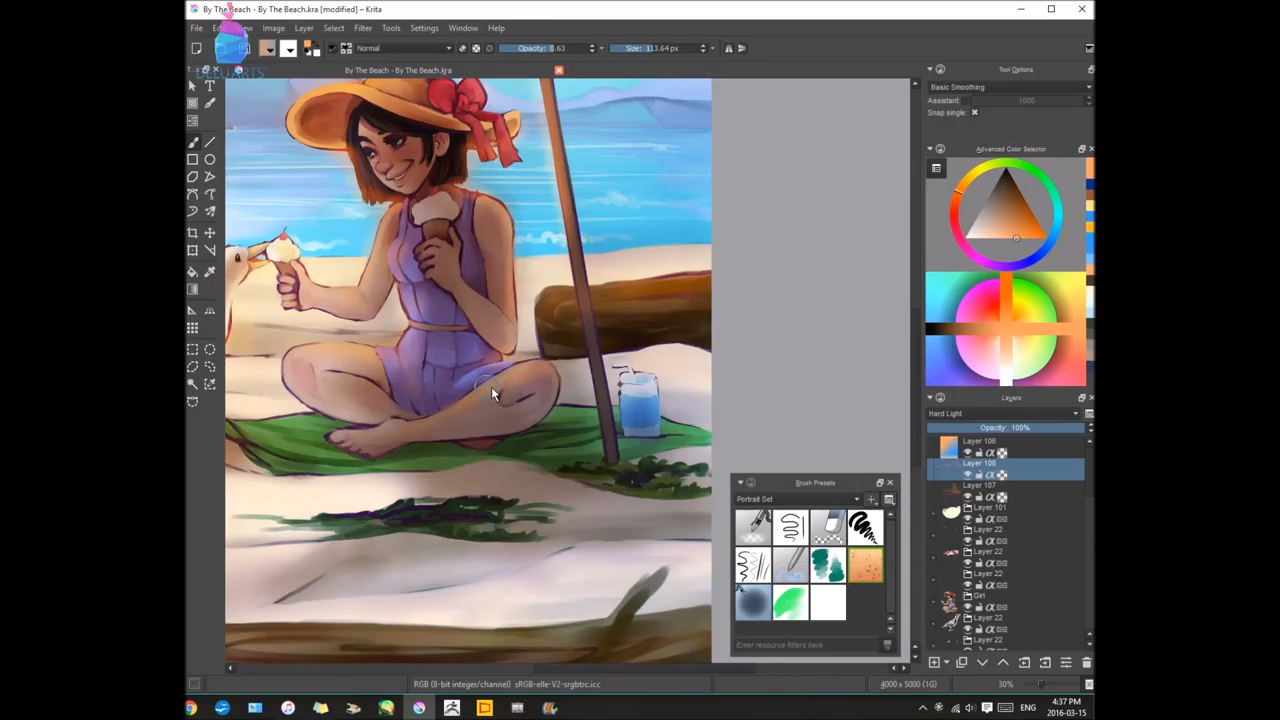 By The Beach - By The Beach.kra [modified] – Krita
File Edit View Image Layer Select Filter Tools Settings Window Help
Normal Opacity: 0.63 Size: 113.64 px
DELUARTS
By The Beach - By The Beach.kra
Tool Options
Basic Smoothing
Assistant: 1000
Snap single:
Advanced Color Selector
Layers
Hard Light
Opacity: 100%
Layer 106
Layer 108
Layer 107
Layer 101
Layer 22
Layer 22
Layer 22
Girl
Layer 22
Layer 22
Brush Presets
Portrait Set
Enter resource filters here
RGB (8-bit integer/channel) sRGB-elle-V2-srgbtrc.icc 4000 x 5000 (1G) 30%
ENG
4:37 PM
2016-03-15